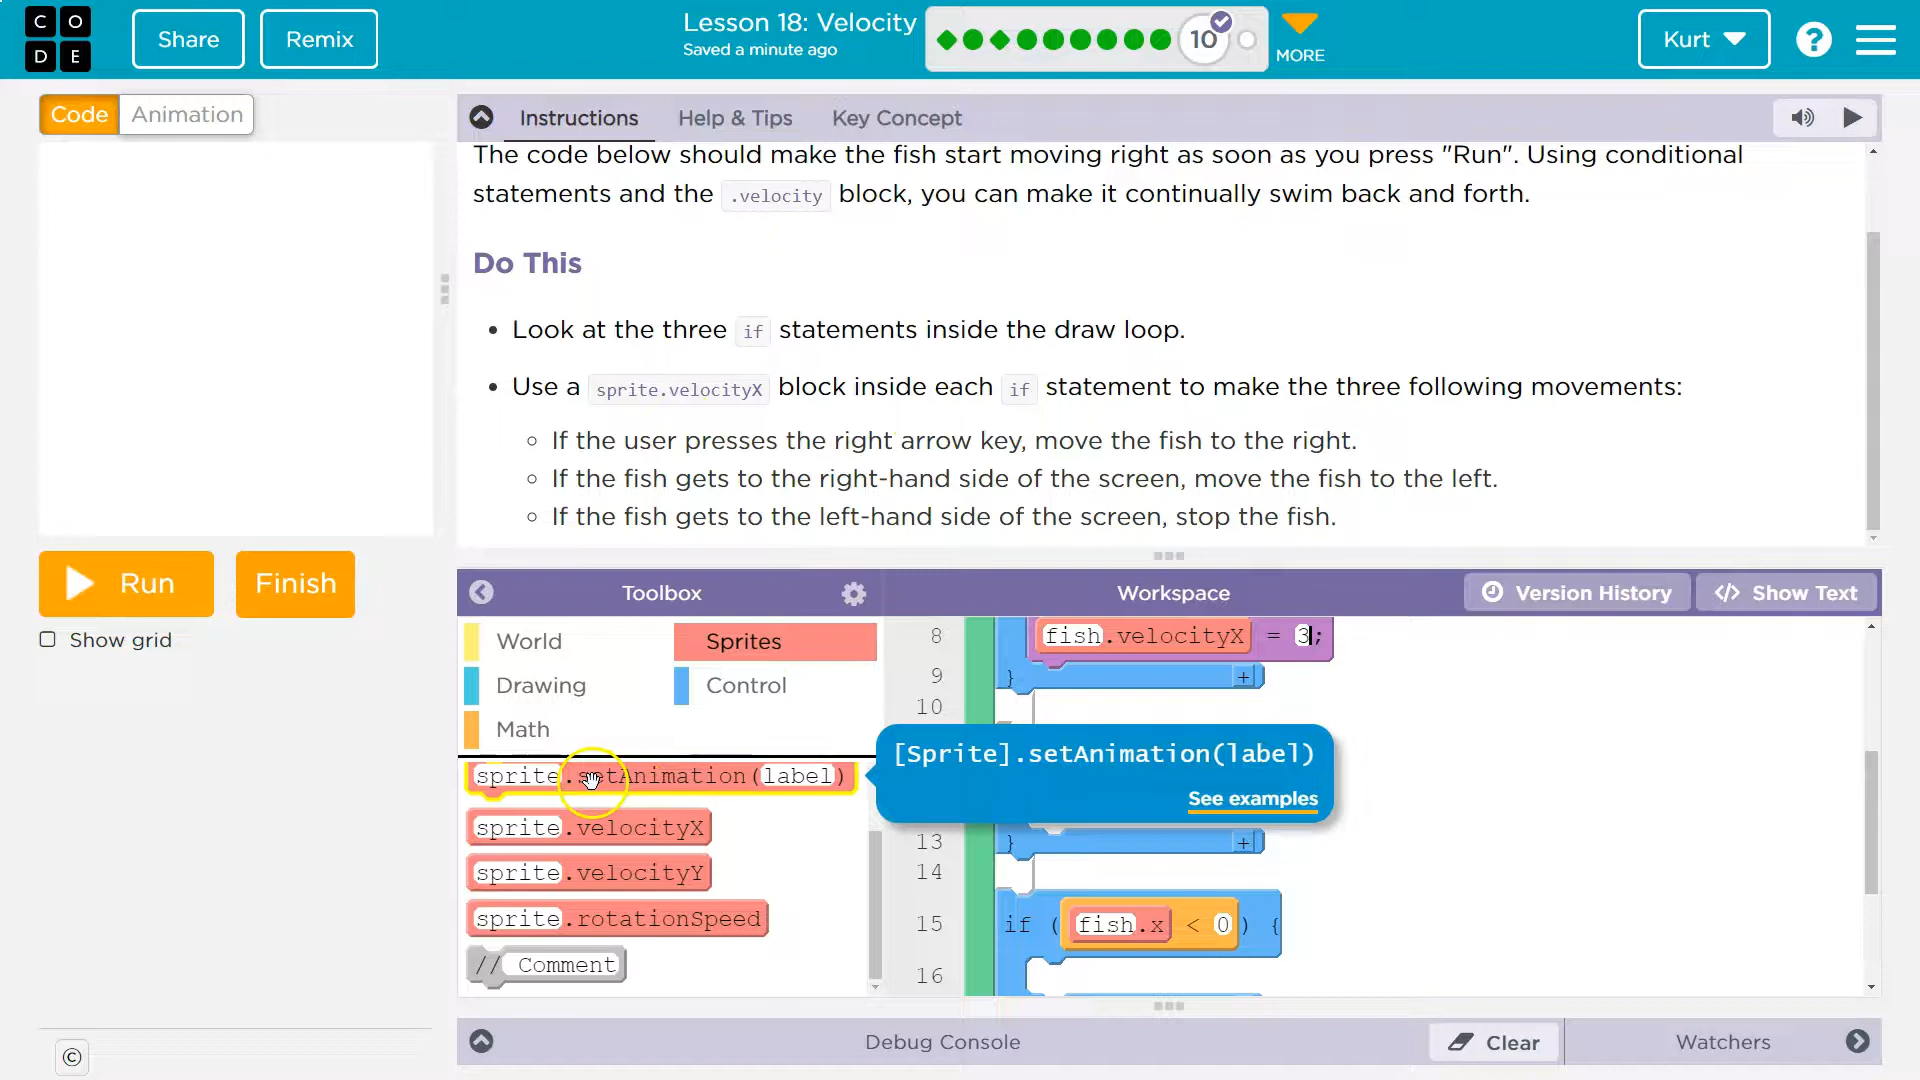 C O
D E
Share
Remix
Lesson 18: Velocity
Saved a minute ago
10
MORE
Kurt
?
Code
Animation
Instructions
Help & Tips
Key Concept
The code below should make the fish start moving right as soon as you press "Run". Using conditional
statements and the .velocity block, you can make it continually swim back and forth.
Do This
• Look at the three if statements inside the draw loop.
• Use a sprite.velocityX block inside each if statement to make the three following movements:
○ If the user presses the right arrow key, move the fish to the right.
○ If the fish gets to the right-hand side of the screen, move the fish to the left.
○ If the fish gets to the left-hand side of the screen, stop the fish.
Run
Finish
Show grid
Toolbox
Workspace
Version History
</> Show Text
World
Sprites
Drawing
Control
Math
sprite.setAnimation(label)
sprite.velocityX
sprite.velocityY
sprite.rotationSpeed
// Comment
8 fish.velocityX = 3;
9 } +
10
[Sprite].setAnimation(label)
See examples
13 } +
14
15 if (fish.x < 0) {
16
©
Debug Console
Clear
Watchers